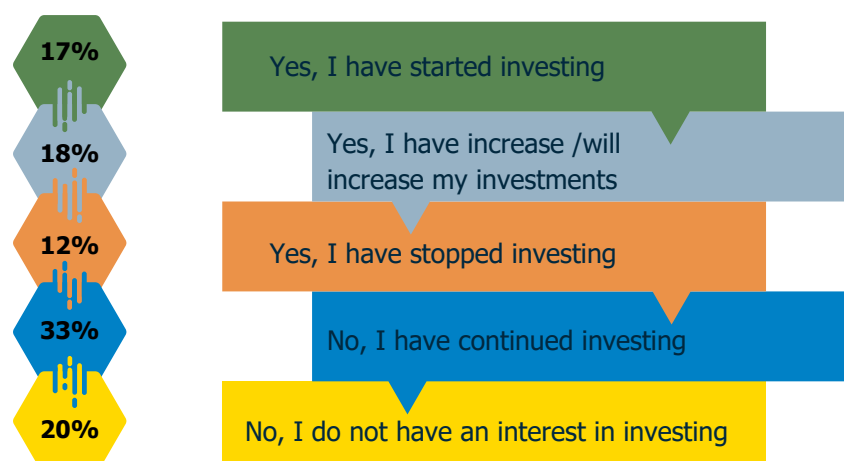 17%
Yes, I have started investing
18%
Yes, I have increase /will
increase my investments
12%
Yes, I have stopped investing
33%
No, I have continued investing
20%
No, I do not have an interest in investing